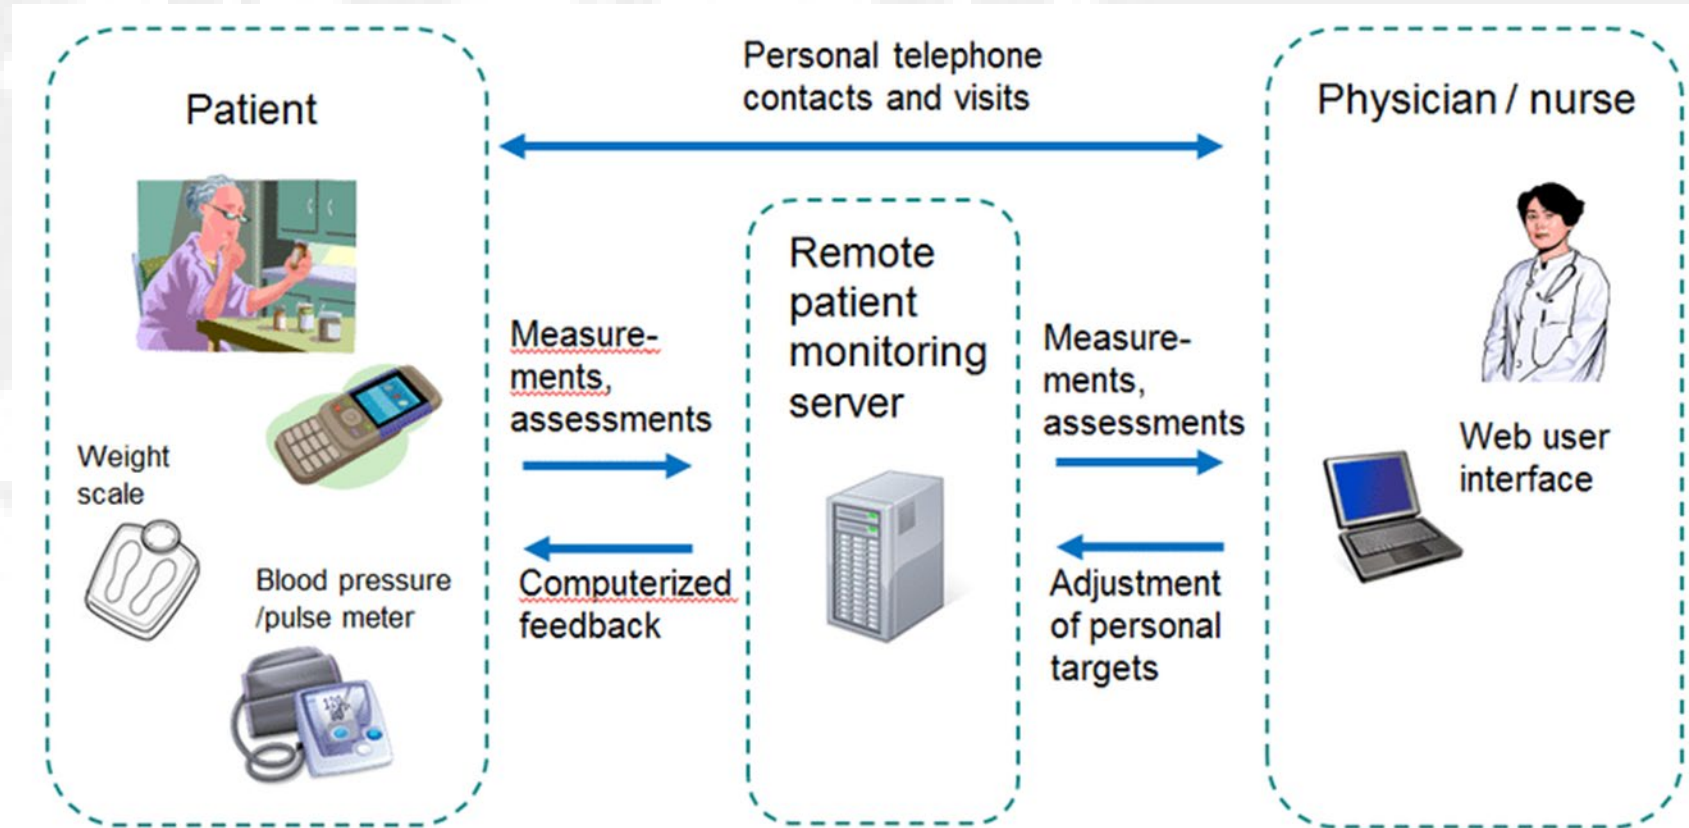 Personal telephone
contacts and visits
Patient
Physician / nurse
Remote
patient
monitoring
server
Measure-
ments,
assessments
Measure-
ments,
assessments
Weight
scale
Web user
interface
Blood pressure
/pulse meter
Computerized
feedback
Adjustment
of personal
targets